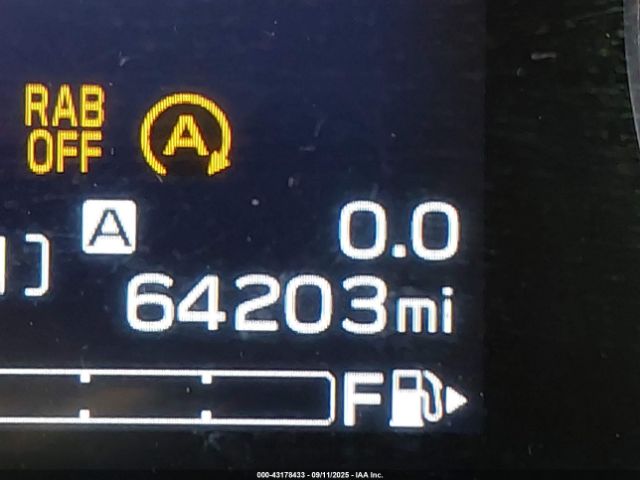 RAB
OFF
A
A
0.0
64203mi
F
000-43178433 - 09/11/2025 - IAA Inc.